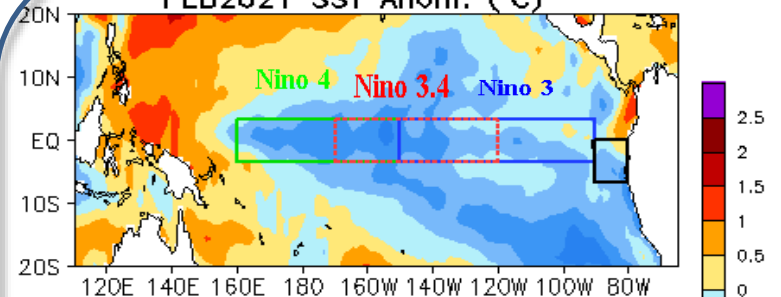 FEB2021 SST Anom. (°C)
20N
10N
EQ
10S
20S
Nino 4
Nino 3.4
Nino 3
120E 140E 160E 180 160W 140W 120W 100W 80W
2.5
2
1.5
1
0.5
0